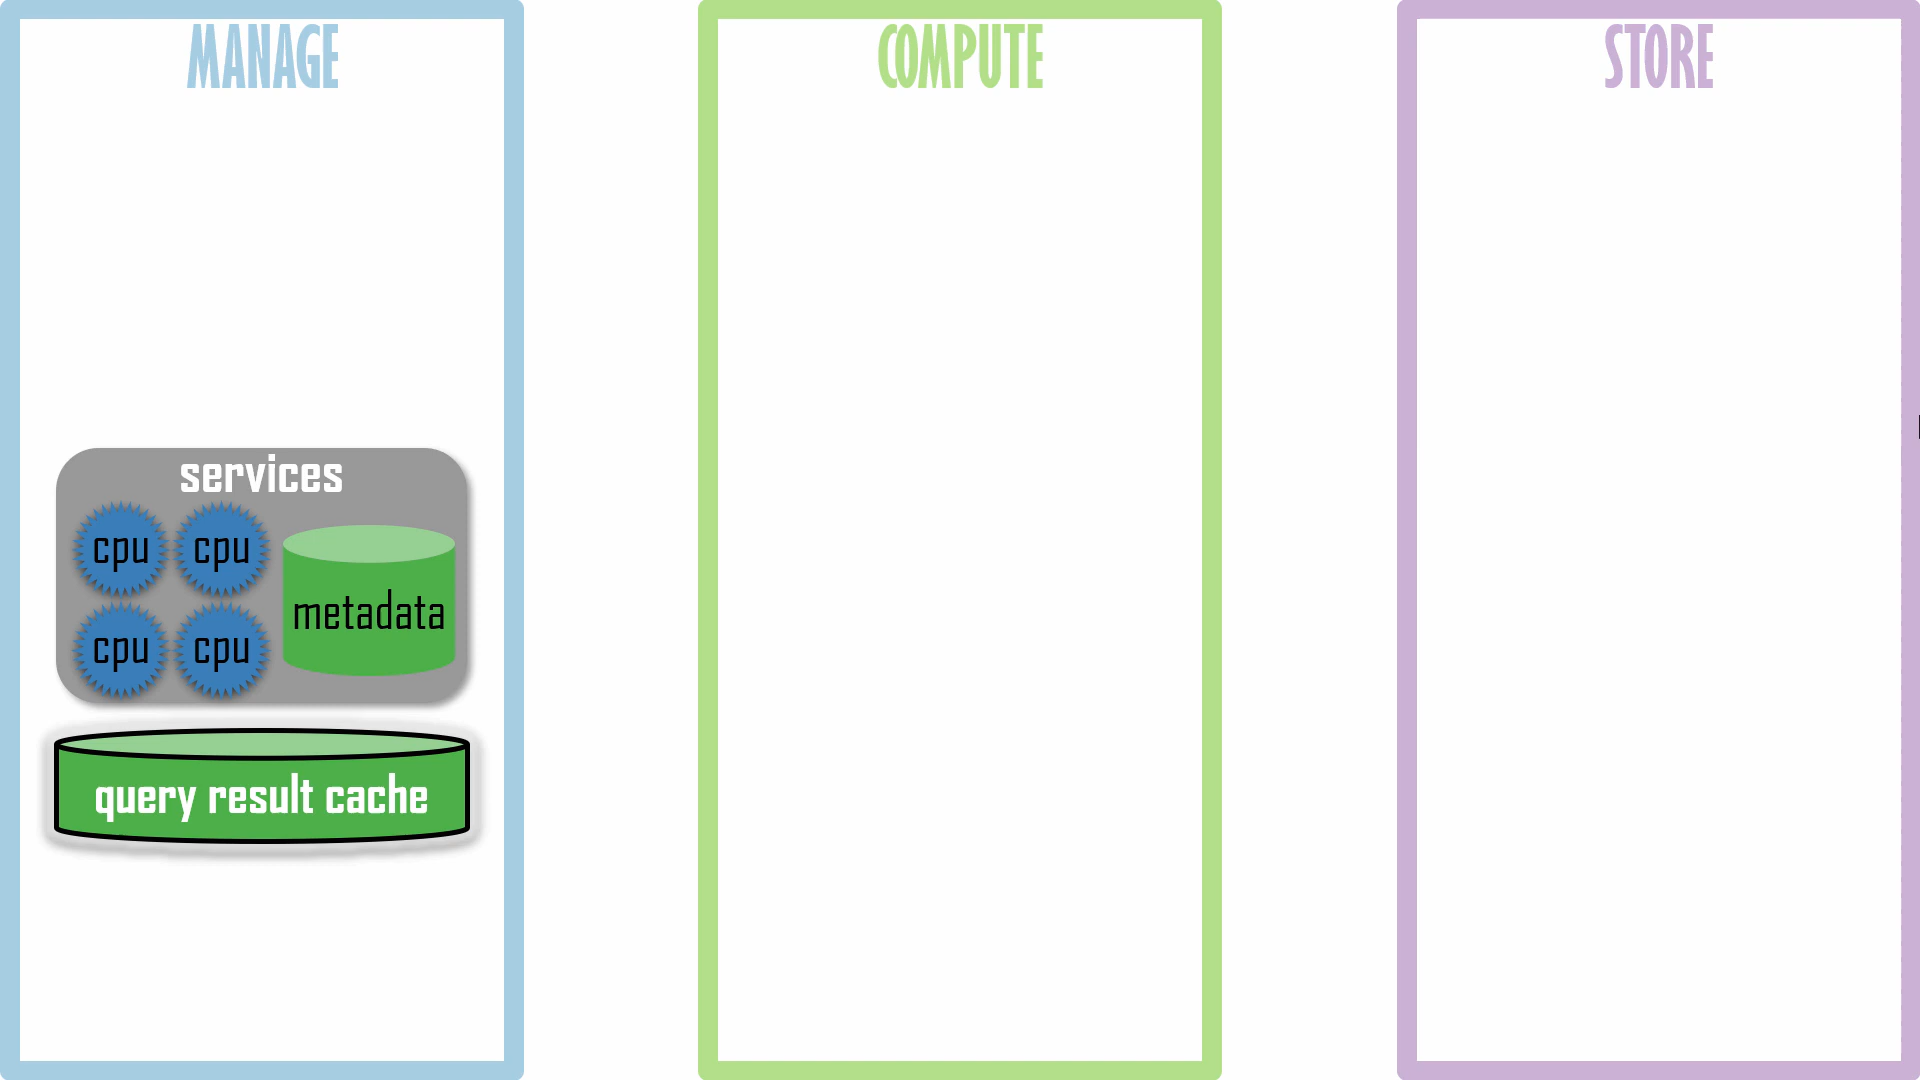 MANAGE
COMPUTE
STORE
services
cpu cpu
metadata
cpu cpu
query result cache